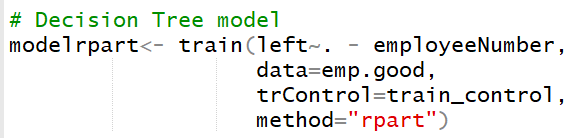 # Decision Tree model
modelrpart<- train(left~. - employeeNumber,
data=emp.good,
trControl=train_control,
method="rpart")